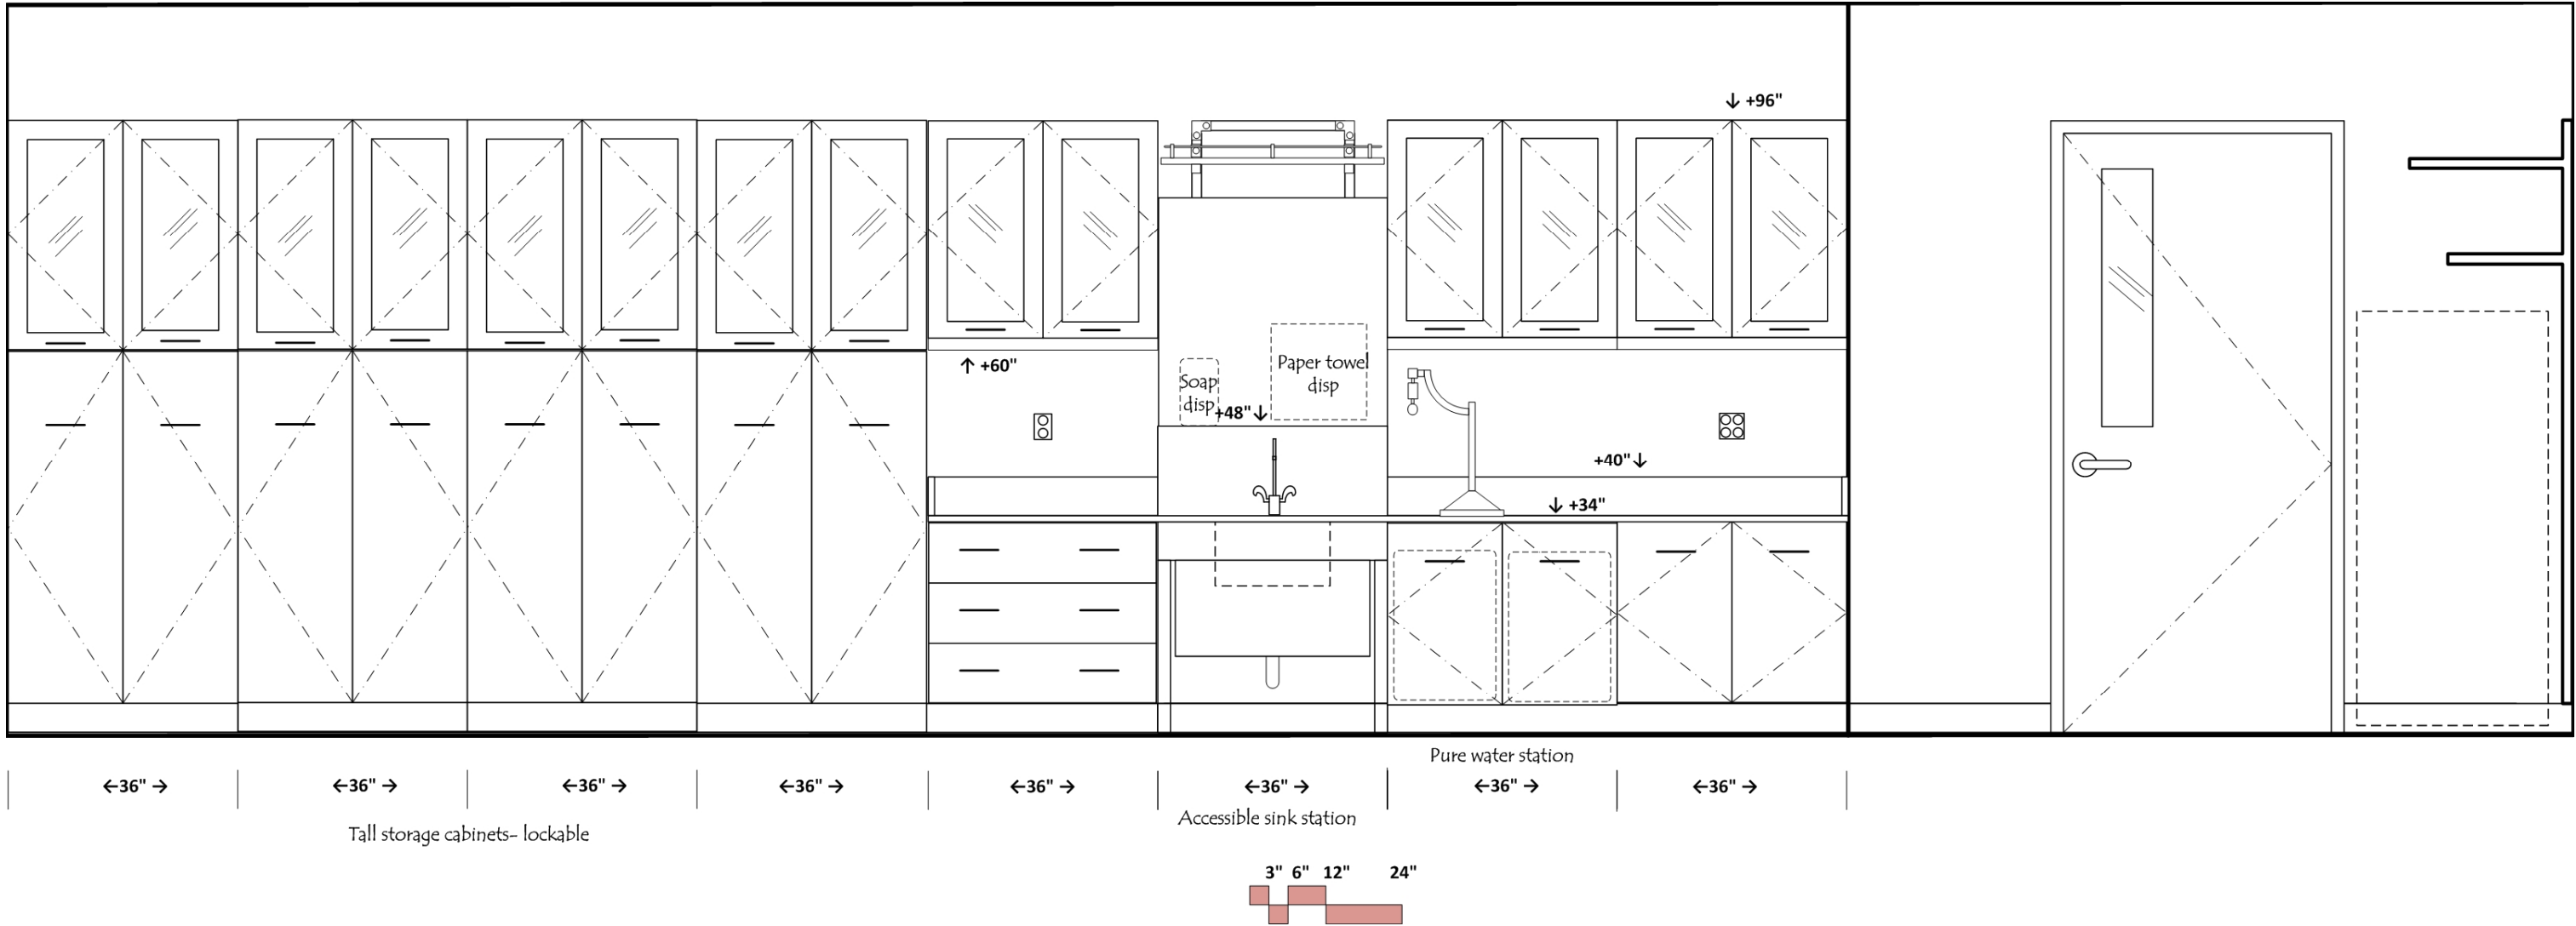 ↓ +96"
↑ +60"
Soap
disp
Paper towel
disp
+48"↓
+40"↓
↓ +34"
Pure water station
←36" →
←36" →
←36" →
←36" →
←36" →
←36" →
←36" →
←36" →
Accessible sink station
Tall storage cabinets- lockable
3" 6" 12" 24"